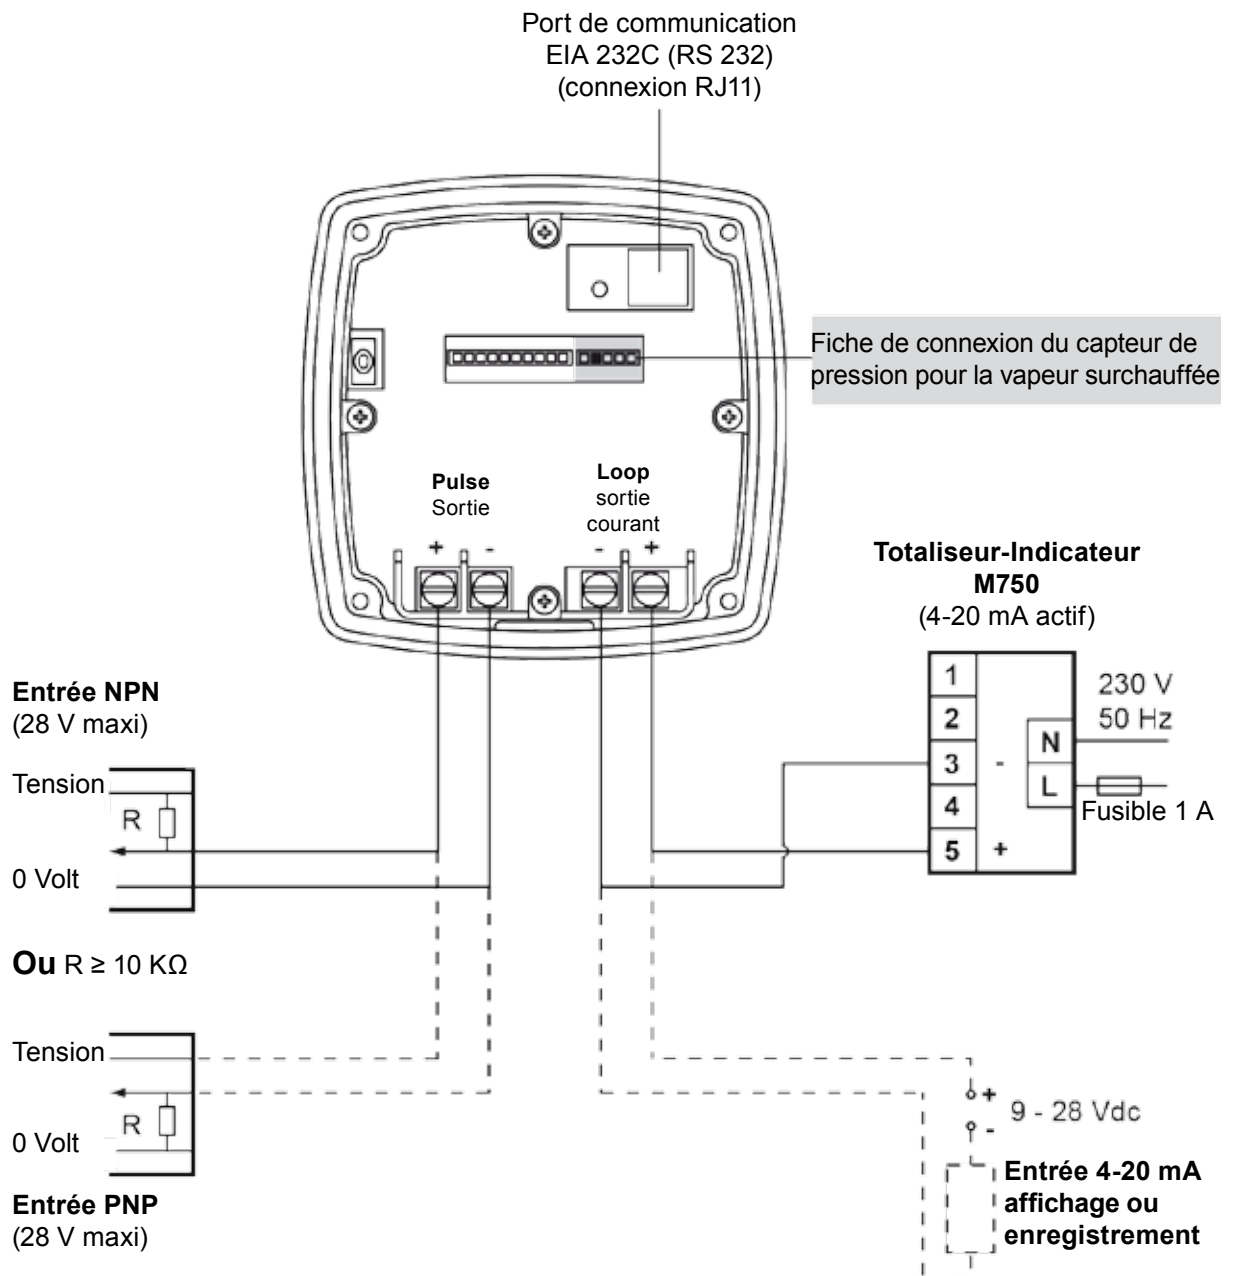 Port de communication
EIA 232C (RS 232)
(connexion RJ11)
Fiche de connexion du capteur de
pression pour la vapeur surchauffée
Pulse
Sortie
+ -
Loop
sortie
courant
- +
Totaliseur-Indicateur
M750
(4-20 mA actif)
1
2
3 -
4
5 +
N
L
230 V
50 Hz
Fusible 1 A
Entrée NPN
(28 V maxi)
Tension
R
0 Volt
Ou R ≥ 10 KΩ
Tension
R
0 Volt
Entrée PNP
(28 V maxi)
+
9 - 28 Vdc
-
Entrée 4-20 mA
affichage ou
enregistrement